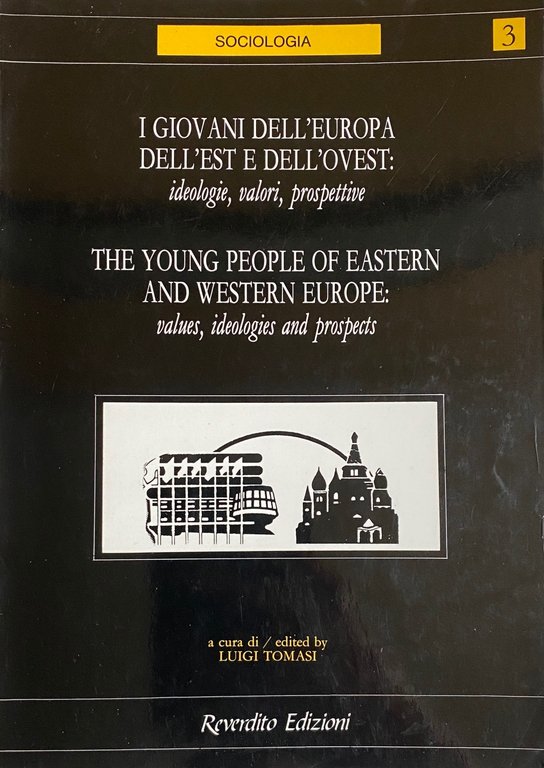 SOCIOLOGIA
3
I GIOVANI DELL'EUROPA
DELL'EST E DELL'OVEST:
ideologie, valori, prospettive
THE YOUNG PEOPLE OF EASTERN
AND WESTERN EUROPE:
values, ideologies and prospects
a cura di / edited by
LUIGI TOMASI
Reverdito Edizioni